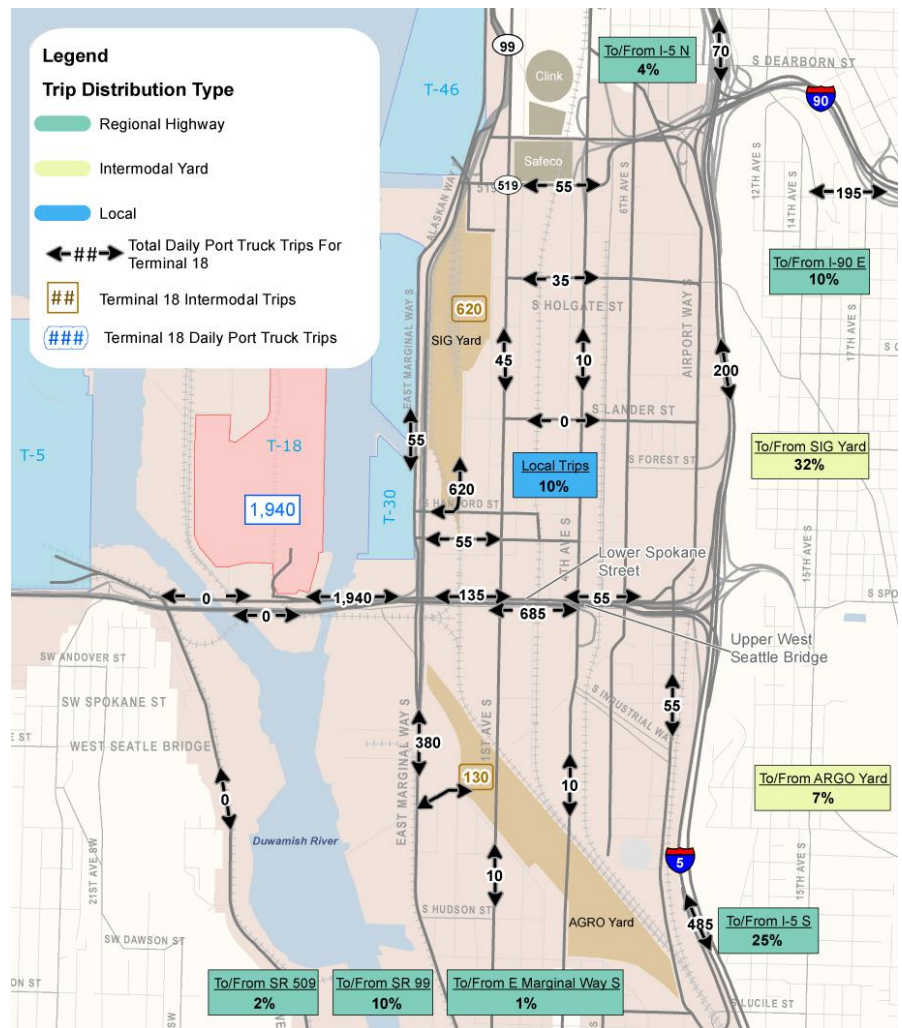 Legend
Trip Distribution Type
Regional Highway
Intermodal Yard
Local
## Total Daily Port Truck Trips For
Terminal 18
## Terminal 18 Intermodal Trips
### Terminal 18 Daily Port Truck Trips
T-46
99
Clink
To/From I-5 N
4%
70
S DEARBORN ST
90
Safeco
519
519
55
6TH AVE S
12TH AVE S
14TH AVE S
195
ALASKAN WAY
To/From I-90 E
10%
35
S HOLGATE ST
620
SIG Yard
EAST MARGINAL WAY S
45
10
AIRPORT WAY S
200
17TH AVE S
S LANDER ST
0
T-5
T-18
55
To/From SIG Yard
32%
Local Trips
10%
S FOREST ST
620
S HANFORD ST
1,940
T-30
55
4TH AVE S
Lower Spokane
Street
15TH AVE S
0
1,940
135
55
0
685
S SPO
Upper West
Seattle Bridge
SW ANDOVER ST
SW SPOKANE ST
WEST SEATLE BRIDGE
S INDUSTRIAL WAY
55
380
1ST AVE S
130
10
To/From ARGO Yard
7%
0
EAST MARGINAL WAY S
Duwamish River
21ST AVE SW
5
10
15TH AVE S
S HUDSON ST
AGRO Yard
485
To/From I-5 S
25%
SW DAWSON ST
To/From SR 509
2%
To/From SR 99
10%
To/From E Marginal Way S
1%
S LUCILE ST